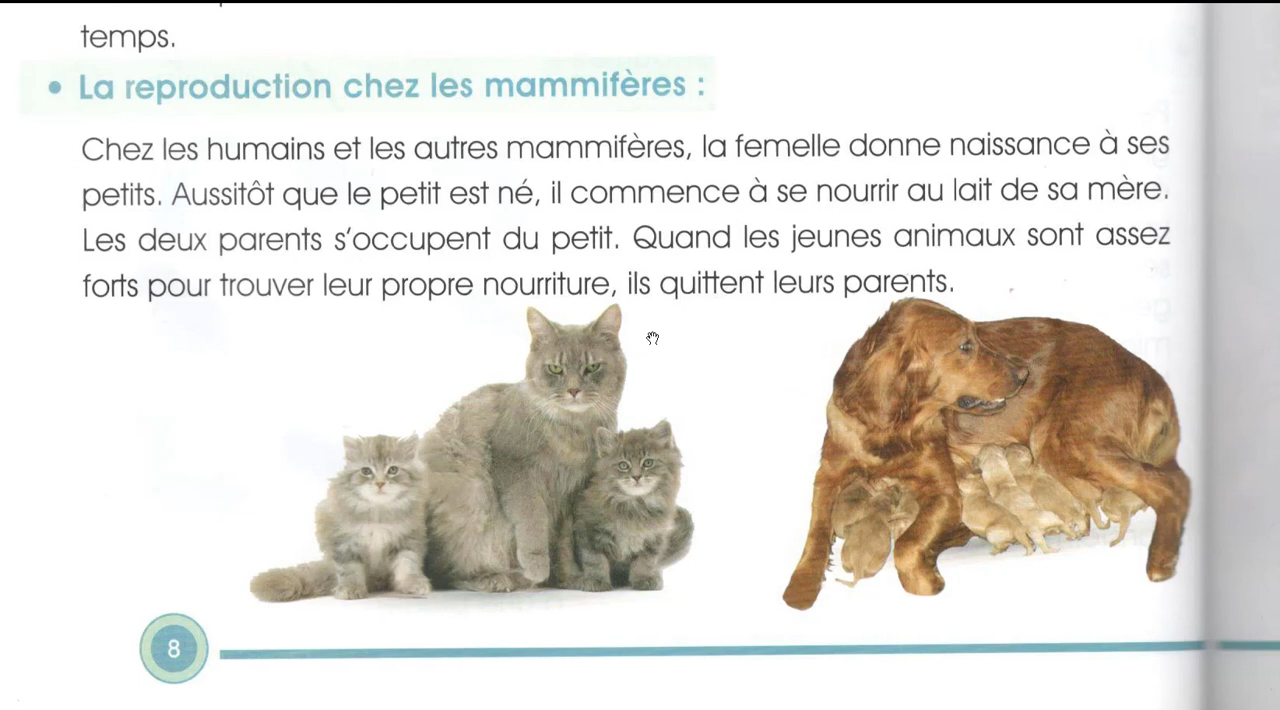 temps.
• La reproduction chez les mammifères :
Chez les humains et les autres mammifères, la femelle donne naissance à ses
petits. Aussitôt que le petit est né, il commence à se nourrir au lait de sa mère.
Les deux parents s'occupent du petit. Quand les jeunes animaux sont assez
forts pour trouver leur propre nourriture, ils quittent leurs parents.
8